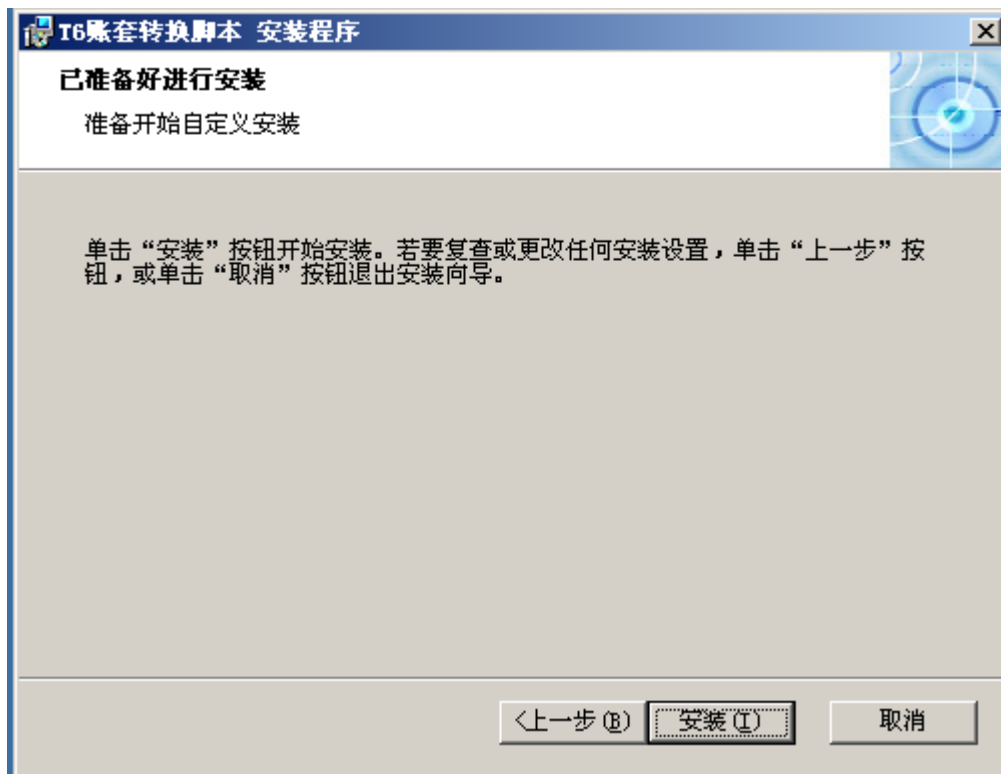 T6账套转换脚本 安装程序
已准备好进行安装
准备开始自定义安装
单击“安装”按钮开始安装。若要复查或更改任何安装设置，单击“上一步”按
钮，或单击“取消”按钮退出安装向导。
<上一步(B) 安装(I) 取消